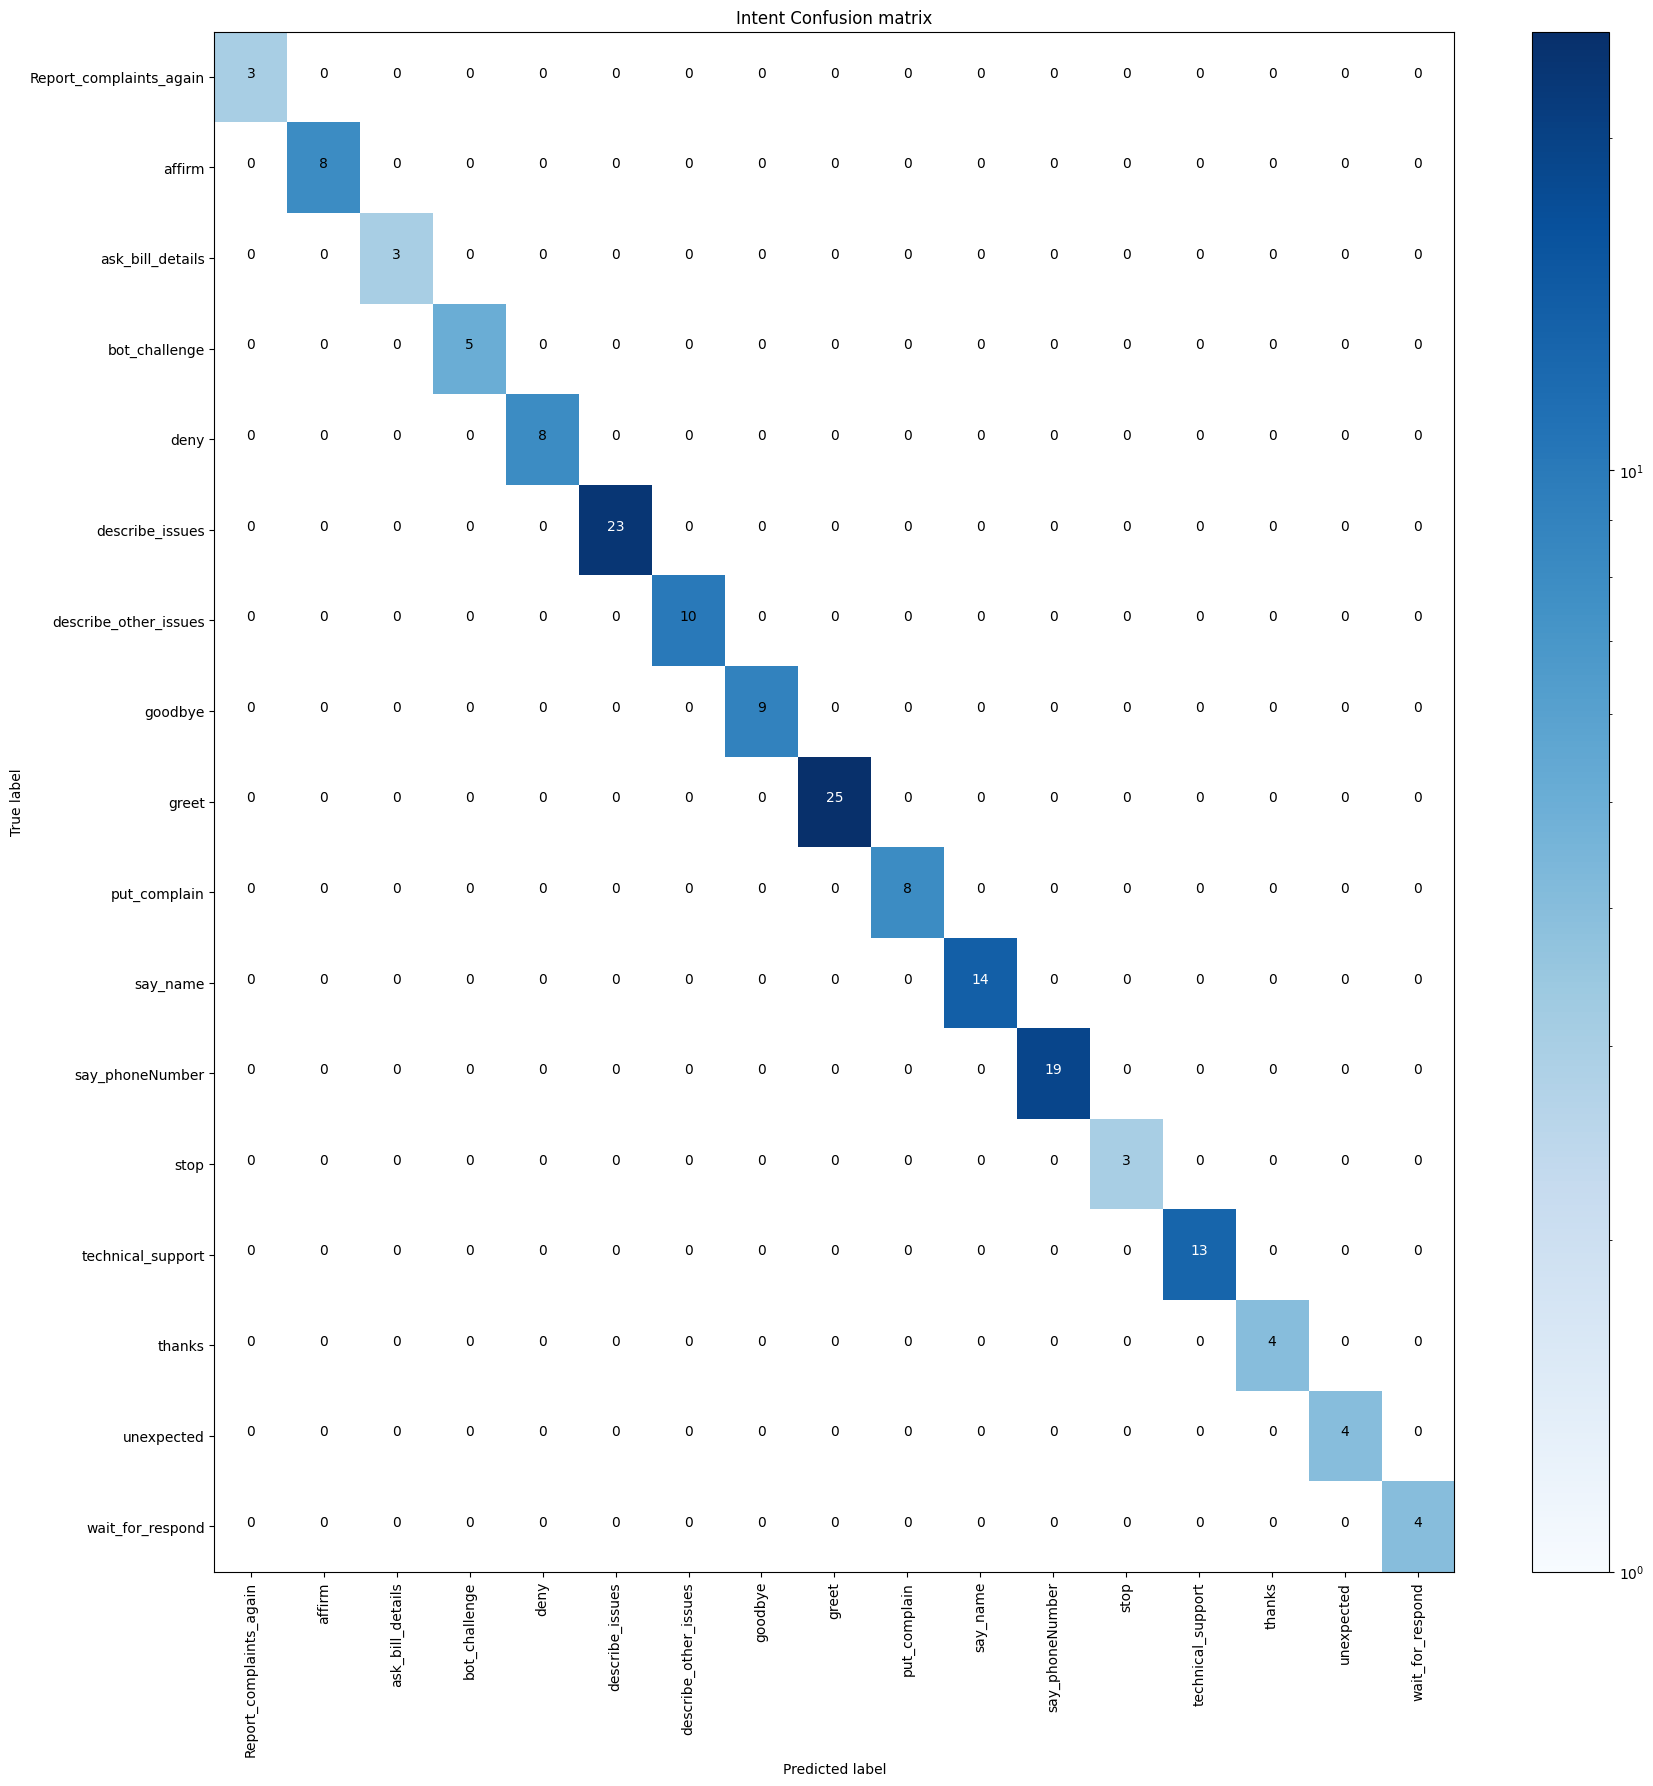 Intent Confusion matrix
Report_complaints_again 3 0 0 0 0 0 0 0 0 0 0 0 0 0 0 0 0
affirm 0 8 0 0 0 0 0 0 0 0 0 0 0 0 0 0 0
ask_bill_details 0 0 3 0 0 0 0 0 0 0 0 0 0 0 0 0 0
bot_challenge 0 0 0 5 0 0 0 0 0 0 0 0 0 0 0 0 0
deny 0 0 0 0 8 0 0 0 0 0 0 0 0 0 0 0 0
describe_issues 0 0 0 0 0 23 0 0 0 0 0 0 0 0 0 0 0
describe_other_issues 0 0 0 0 0 0 10 0 0 0 0 0 0 0 0 0 0
goodbye 0 0 0 0 0 0 0 9 0 0 0 0 0 0 0 0 0
greet 0 0 0 0 0 0 0 0 25 0 0 0 0 0 0 0 0
put_complain 0 0 0 0 0 0 0 0 0 8 0 0 0 0 0 0 0
say_name 0 0 0 0 0 0 0 0 0 0 14 0 0 0 0 0 0
say_phoneNumber 0 0 0 0 0 0 0 0 0 0 0 19 0 0 0 0 0
stop 0 0 0 0 0 0 0 0 0 0 0 0 3 0 0 0 0
technical_support 0 0 0 0 0 0 0 0 0 0 0 0 0 13 0 0 0
thanks 0 0 0 0 0 0 0 0 0 0 0 0 0 0 4 0 0
unexpected 0 0 0 0 0 0 0 0 0 0 0 0 0 0 0 4 0
wait_for_respond 0 0 0 0 0 0 0 0 0 0 0 0 0 0 0 0 4
True label
Report_complaints_again
affirm
ask_bill_details
bot_challenge
deny
describe_issues
describe_other_issues
goodbye
greet
put_complain
say_name
say_phoneNumber
stop
technical_support
thanks
unexpected
wait_for_respond
Predicted label
10¹
10⁰